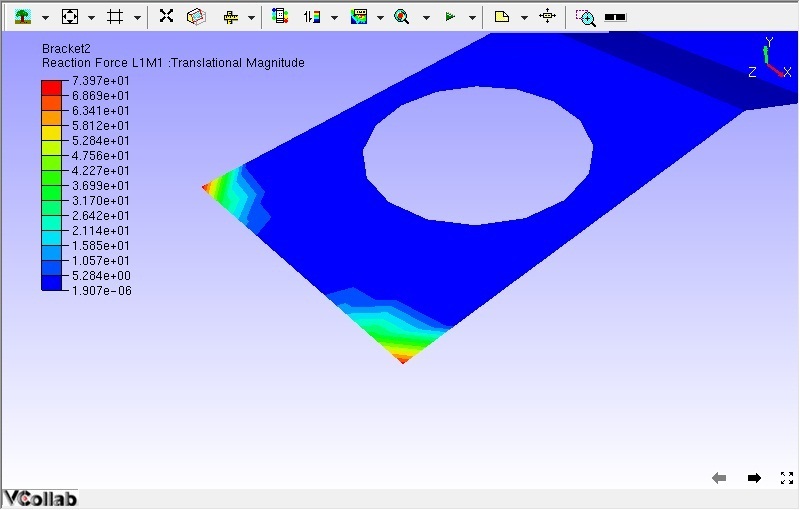 Bracket2
Reaction Force L1M1 :Translational Magnitude
7.397e+01
6.869e+01
6.341e+01
5.812e+01
5.284e+01
4.756e+01
4.227e+01
3.699e+01
3.170e+01
2.642e+01
2.114e+01
1.585e+01
1.057e+01
5.284e+00
1.907e-06
Y
Z
X
VCollab